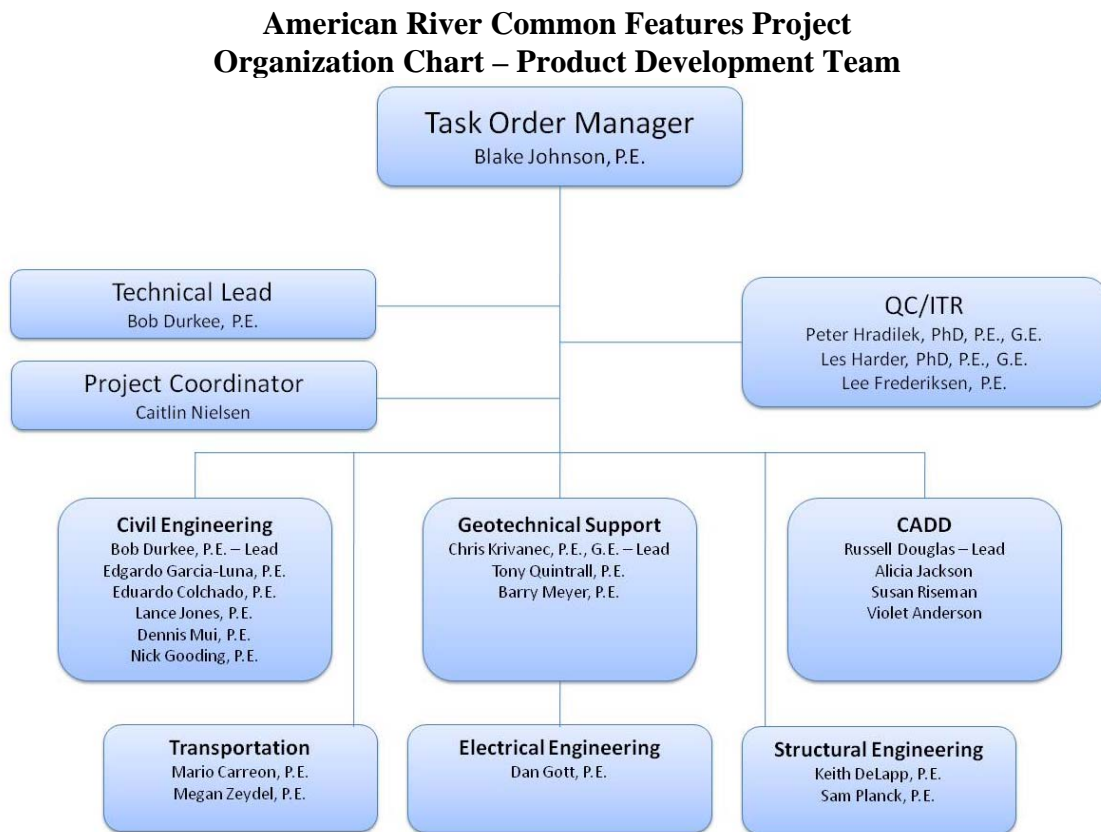 American River Common Features Project
Organization Chart – Product Development Team
Task Order Manager
Blake Johnson, P.E.
Technical Lead
Bob Durkee, P.E.
QC/ITR
Peter Hradilek, PhD, P.E., G.E.
Les Harder, PhD, P.E., G.E.
Lee Frederiksen, P.E.
Project Coordinator
Caitlin Nielsen
Civil Engineering
Bob Durkee, P.E. – Lead
Edgardo Garcia-Luna, P.E.
Eduardo Colchado, P.E.
Lance Jones, P.E.
Dennis Mui, P.E.
Nick Gooding, P.E.
Geotechnical Support
Chris Krivanec, P.E., G.E. – Lead
Tony Quintrall, P.E.
Barry Meyer, P.E.
CADD
Russell Douglas – Lead
Alicia Jackson
Susan Riseman
Violet Anderson
Transportation
Mario Carreon, P.E.
Megan Zeydel, P.E.
Electrical Engineering
Dan Gott, P.E.
Structural Engineering
Keith DeLapp, P.E.
Sam Planck, P.E.